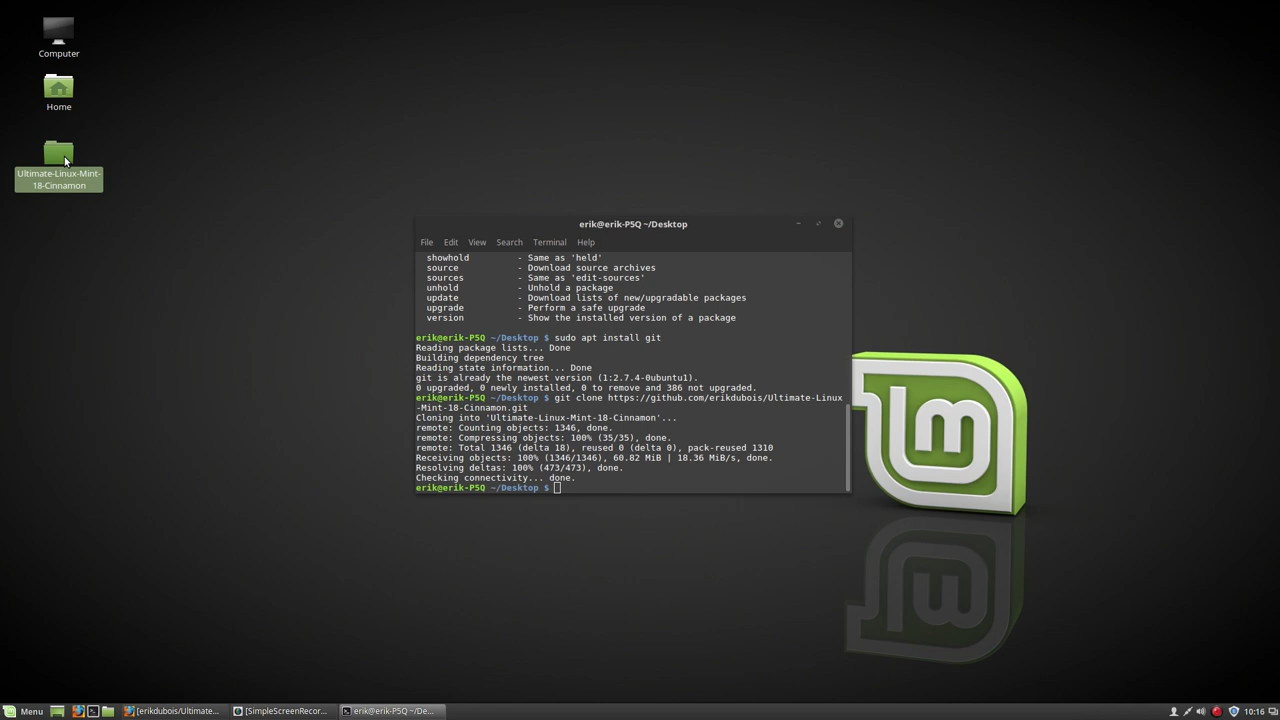 Computer
Home
Ultimate-Linux-Mint-
18-Cinnamon
erik@erik-P5Q ~/Desktop
File Edit View Search Terminal Help
showhold - Same as 'held'
source - Download source archives
sources - Same as 'edit-sources'
unhold - Unhold a package
update - Download lists of new/upgradable packages
upgrade - Perform a safe upgrade
version - Show the installed version of a package
erik@erik-P5Q ~/Desktop $ sudo apt install git
Reading package lists... Done
Building dependency tree
Reading state information... Done
git is already the newest version (1:2.7.4-0ubuntu1).
0 upgraded, 0 newly installed, 0 to remove and 386 not upgraded.
erik@erik-P5Q ~/Desktop $ git clone https://github.com/erikdubois/Ultimate-Linux
-Mint-18-Cinnamon.git
Cloning into 'Ultimate-Linux-Mint-18-Cinnamon'...
remote: Counting objects: 1346, done.
remote: Compressing objects: 100% (35/35), done.
remote: Total 1346 (delta 18), reused 0 (delta 0), pack-reused 1310
Receiving objects: 100% (1346/1346), 60.82 MiB | 18.36 MiB/s, done.
Resolving deltas: 100% (473/473), done.
Checking connectivity... done.
erik@erik-P5Q ~/Desktop $
Menu
[erikdubois/Ultimate...
[SimpleScreenRecor...
erik@erik-P5Q ~/De...
10:16